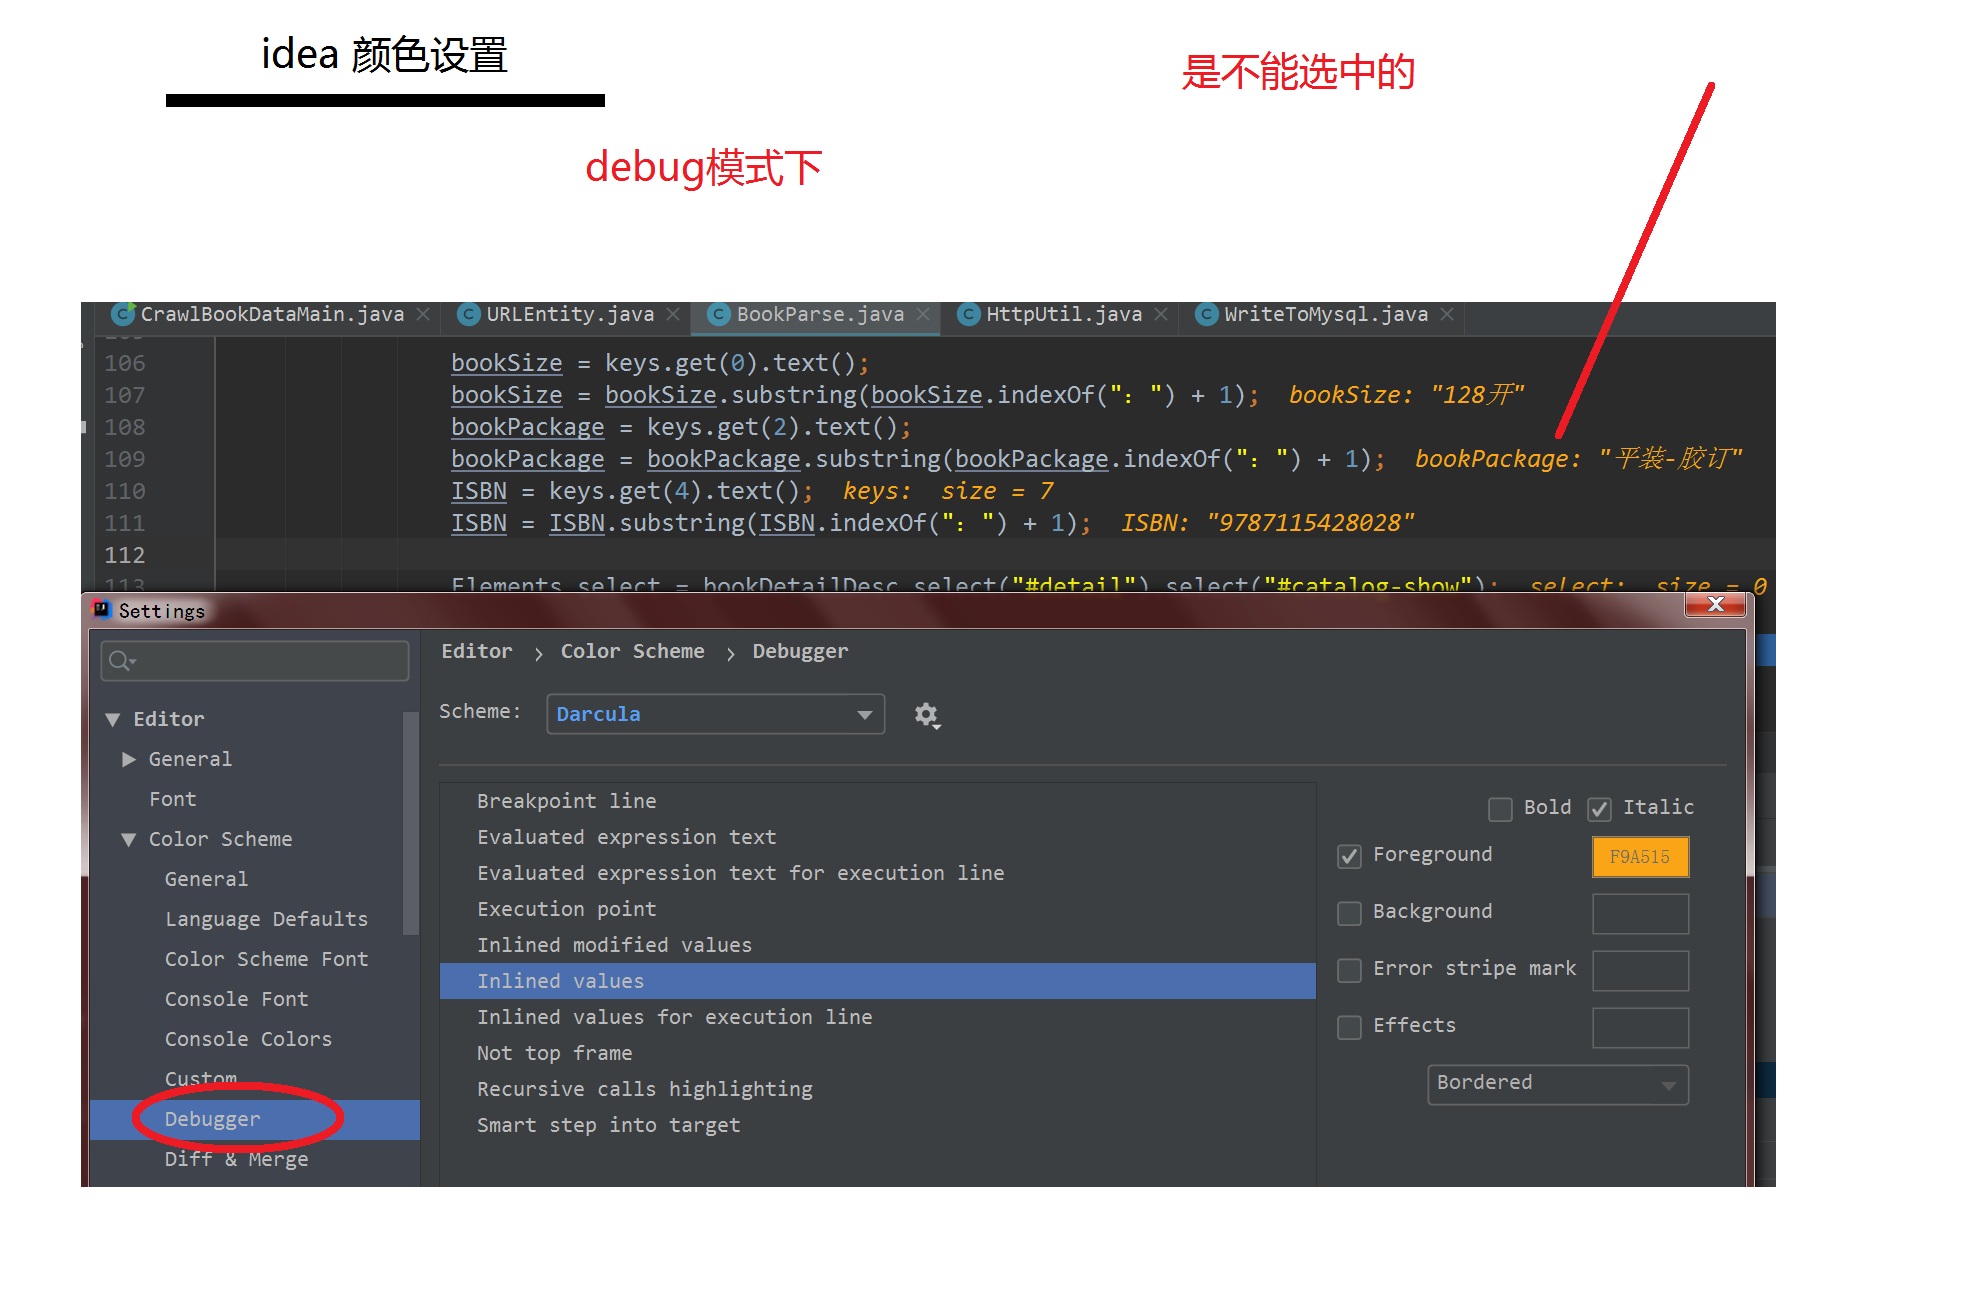 idea 颜色设置
是不能选中的
debug模式下
CrawlBookDataMain.java URLEntity.java BookParse.java HttpUtil.java WriteToMysql.java
106 bookSize = keys.get(0).text();
107 bookSize = bookSize.substring(bookSize.indexOf("：") + 1); bookSize: "128开"
108 bookPackage = keys.get(2).text();
109 bookPackage = bookPackage.substring(bookPackage.indexOf("：") + 1); bookPackage: "平装-胶订"
110 ISBN = keys.get(4).text(); keys: size = 7
111 ISBN = ISBN.substring(ISBN.indexOf("：") + 1); ISBN: "9787115428028"
112
113 Elements select = bookDetailDesc.select("#detail").select("#catalog-show"); select: size = 0
Settings
Editor › Color Scheme › Debugger
Scheme: Darcula
Editor
General
Font
Color Scheme
General
Language Defaults
Color Scheme Font
Console Font
Console Colors
Custom
Debugger
Diff & Merge
Breakpoint line
Evaluated expression text
Evaluated expression text for execution line
Execution point
Inlined modified values
Inlined values
Inlined values for execution line
Not top frame
Recursive calls highlighting
Smart step into target
Bold Italic
Foreground F9A515
Background
Error stripe mark
Effects
Bordered